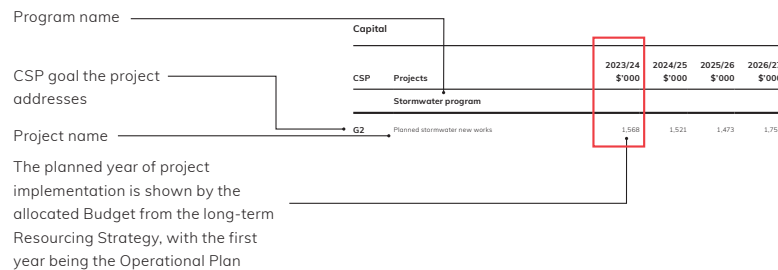 Program name
CSP goal the project
addresses
Project name
The planned year of project
implementation is shown by the
allocated Budget from the long-term
Resourcing Strategy, with the first
year being the Operational Plan
Capital
2023/24 2024/25 2025/26
CSP Projects $'000 $'000 $'000
Stormwater program
G2 Planned stormwater new works 1,568 1,521 1,473